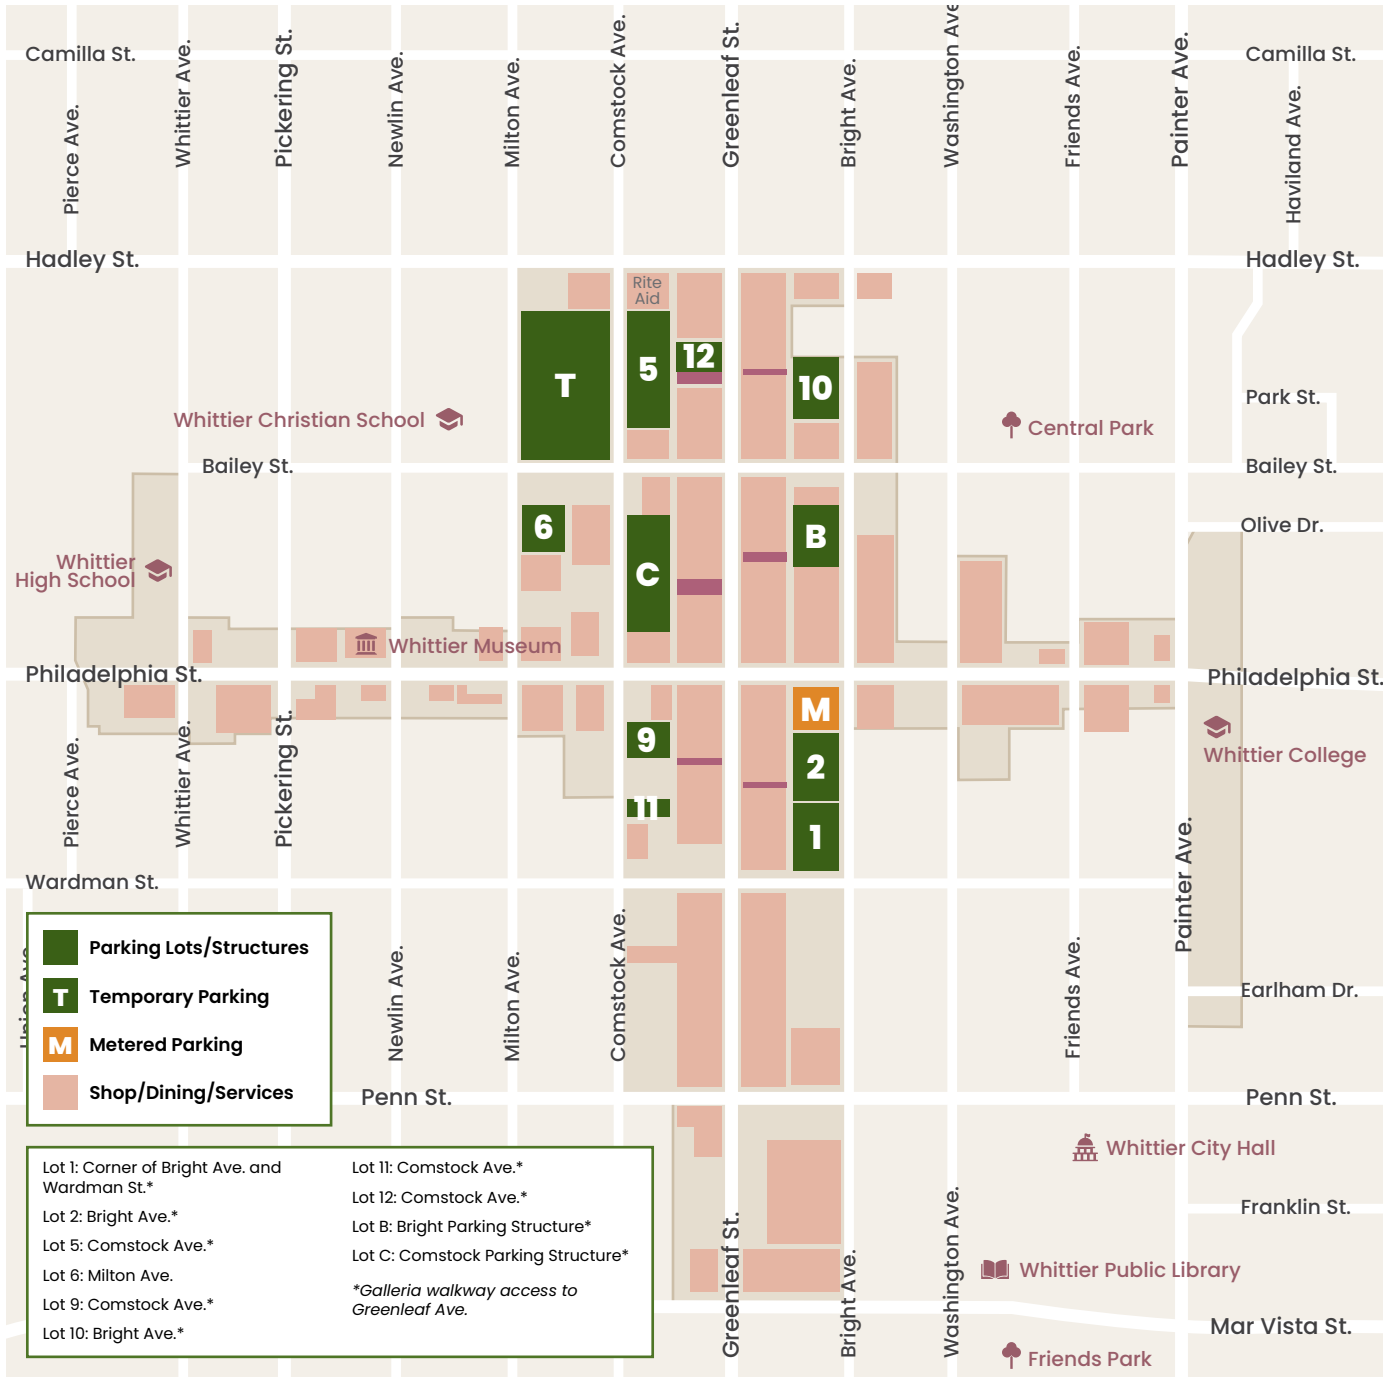 Camilla St.
Camilla St.
Pierce Ave.
Whittier Ave.
Pickering St.
Newlin Ave.
Milton Ave.
Comstock Ave.
Greenleaf St.
Bright Ave.
Washington Ave
Friends Ave.
Painter Ave.
Haviland Ave.
Hadley St.
Hadley St.
Rite
Aid
T
5
12
10
Whittier Christian School
Central Park
Park St.
Bailey St.
Bailey St.
6
C
B
Olive Dr.
Whittier
High School
Whittier Museum
Philadelphia St.
Philadelphia St.
M
9
2
11
1
Whittier College
Pierce Ave.
Whittier Ave.
Pickering St.
Painter Ave.
Wardman St.
Newlin Ave.
Milton Ave.
Comstock Ave.
Friends Ave.
Earlham Dr.
Parking Lots/Structures
T Temporary Parking
M Metered Parking
Shop/Dining/Services
Penn St.
Penn St.
Whittier City Hall
Franklin St.
Whittier Public Library
Greenleaf St.
Bright Ave.
Washington Ave.
Mar Vista St.
Friends Park
Lot 1: Corner of Bright Ave. and
Wardman St.*
Lot 2: Bright Ave.*
Lot 5: Comstock Ave.*
Lot 6: Milton Ave.
Lot 9: Comstock Ave.*
Lot 10: Bright Ave.*
Lot 11: Comstock Ave.*
Lot 12: Comstock Ave.*
Lot B: Bright Parking Structure*
Lot C: Comstock Parking Structure*
*Galleria walkway access to
Greenleaf Ave.